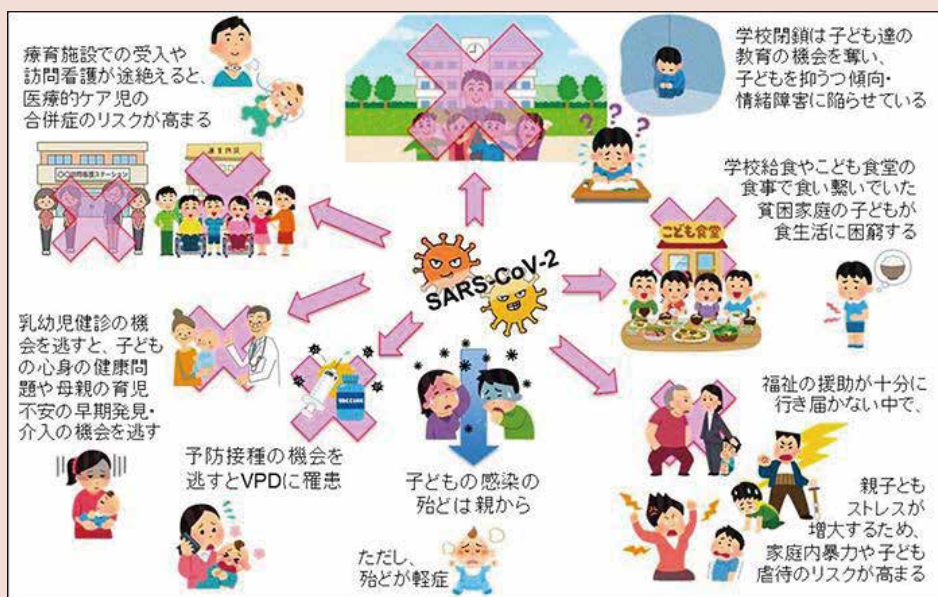 療育施設での受入や
訪問看護が途絶えると、
医療的ケア児の
合併症のリスクが高まる
〇〇訪問看護ステーション
学校閉鎖は子ども達の
教育の機会を奪い、
子どもを抑うつ傾向・
情緒障害に陥らせている
? ? ?
学校給食やこども食堂の
食事で食い繋いでいた
貧困家庭の子どもが
食生活に困窮する
こども食堂
SARS-CoV-2
乳幼児健診の機
会を逃すと、子ども
の心身の健康問
題や母親の育児
不安の早期発見・
介入の機会を逃す
VACCINE
予防接種の機会を
逃すとVPDに罹患
子どもの感染の
殆どは親から
ただし、
殆どが軽症
福祉の援助が十分に
行き届かない中で、
親子とも
ストレスが
増大するため、
家庭内暴力や子ども
虐待のリスクが高まる